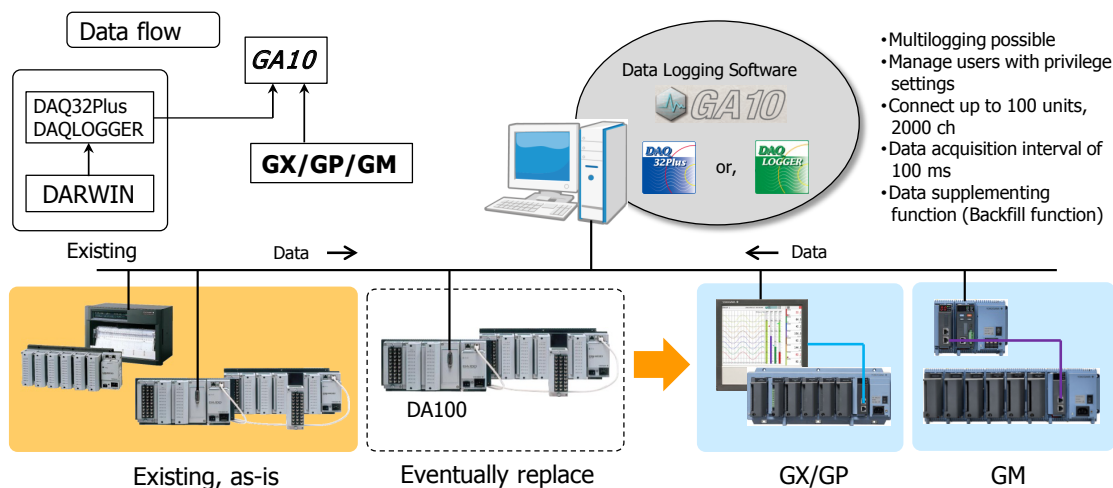 Data flow
GA10
DAQ32Plus
DAQLOGGER
GX/GP/GM
DARWIN
Existing
Data Logging Software
GA10
DAQ
32Plus
or,
DAQ
LOGGER
•Multilogging possible
•Manage users with privilege
settings
•Connect up to 100 units,
2000 ch
•Data acquisition interval of
100 ms
•Data supplementing
function (Backfill function)
Data
Data
DA100
Existing, as-is
Eventually replace
GX/GP
GM